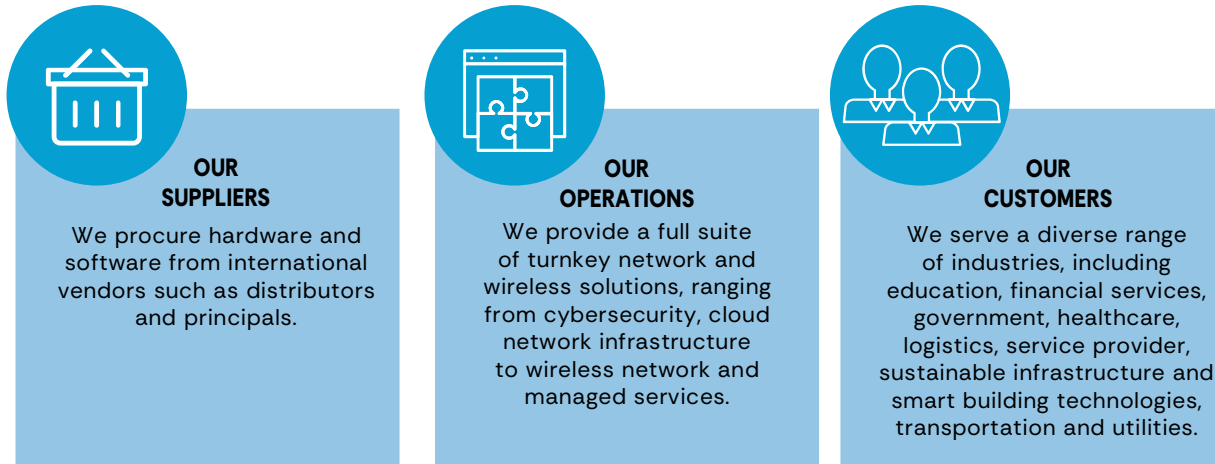 OUR
SUPPLIERS
We procure hardware and
software from international
vendors such as distributors
and principals.
OUR
OPERATIONS
We provide a full suite
of turnkey network and
wireless solutions, ranging
from cybersecurity, cloud
network infrastructure
to wireless network and
managed services.
OUR
CUSTOMERS
We serve a diverse range
of industries, including
education, financial services,
government, healthcare,
logistics, service provider,
sustainable infrastructure and
smart building technologies,
transportation and utilities.